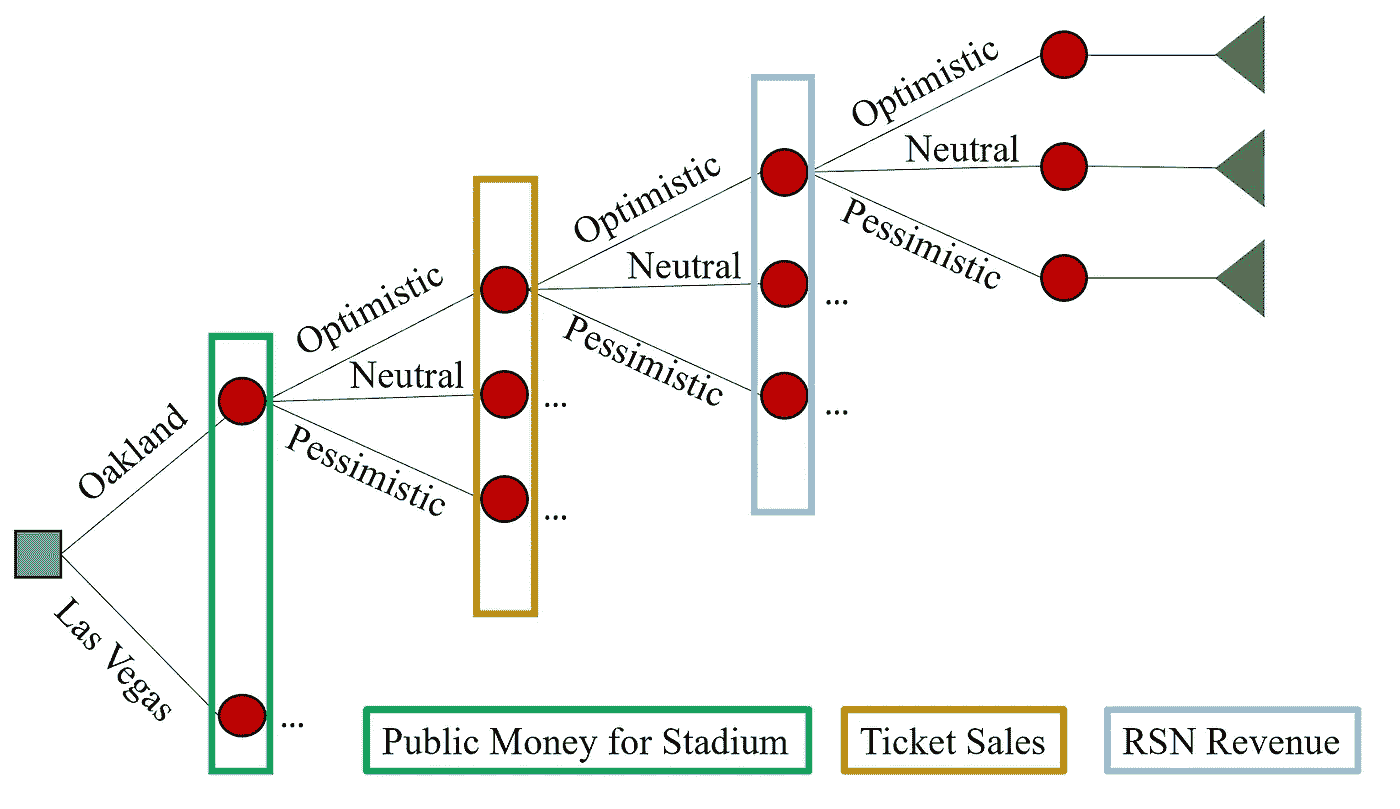 Optimistic
Neutral
Pessimistic
Optimistic
Neutral
...
Pessimistic
...
Optimistic
Neutral
...
Pessimistic
...
Oakland
Las Vegas
...
Public Money for Stadium
Ticket Sales
RSN Revenue